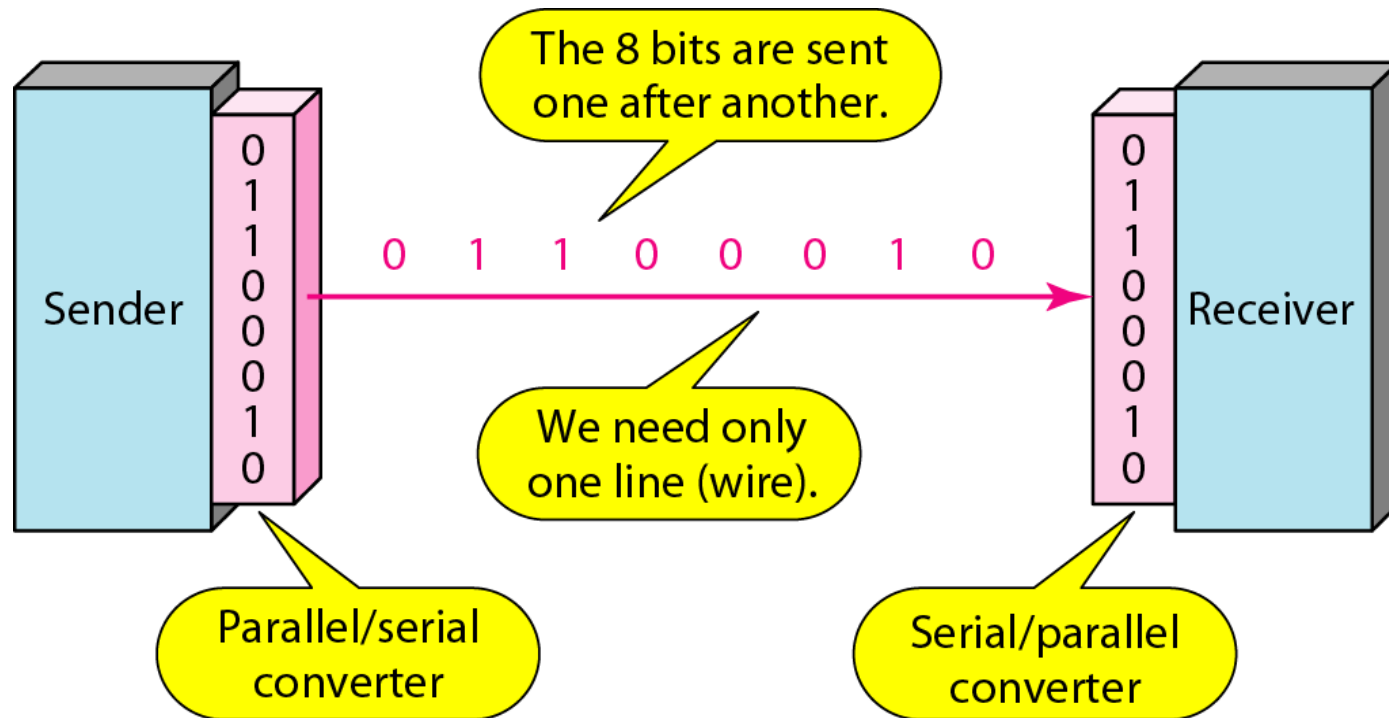 The 8 bits are sent
one after another.
0
1
1
0
0
0
1
0
Sender
0 1 1 0 0 0 1 0
0
1
1
0
0
0
1
0
Receiver
We need only
one line (wire).
Parallel/serial
converter
Serial/parallel
converter